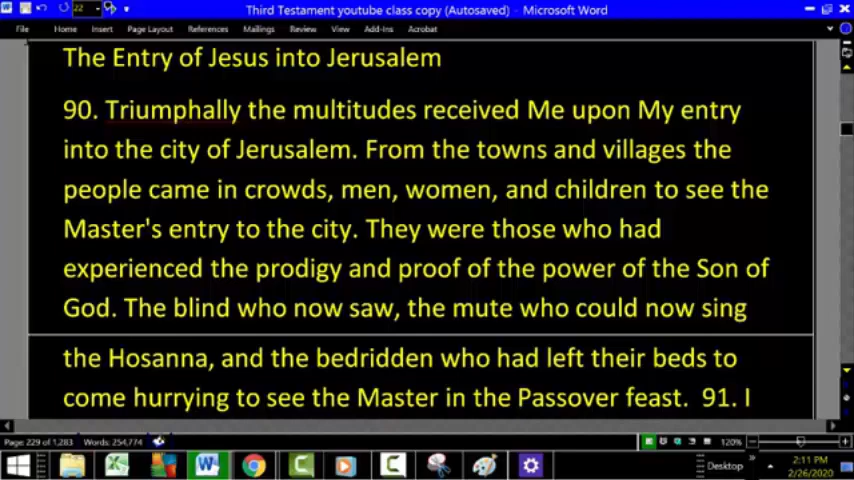 22
Third Testament youtube class copy (Autosaved) - Microsoft Word
File Home Insert Page Layout References Mailings Review View Add-Ins Acrobat
The Entry of Jesus into Jerusalem
90. Triumphally the multitudes received Me upon My entry
into the city of Jerusalem. From the towns and villages the
people came in crowds, men, women, and children to see the
Master's entry to the city. They were those who had
experienced the prodigy and proof of the power of the Son of
God. The blind who now saw, the mute who could now sing
the Hosanna, and the bedridden who had left their beds to
come hurrying to see the Master in the Passover feast. 91. I
Page: 229 of 1,283 Words: 254,774 120%
Desktop
2:11 PM
2/26/2020